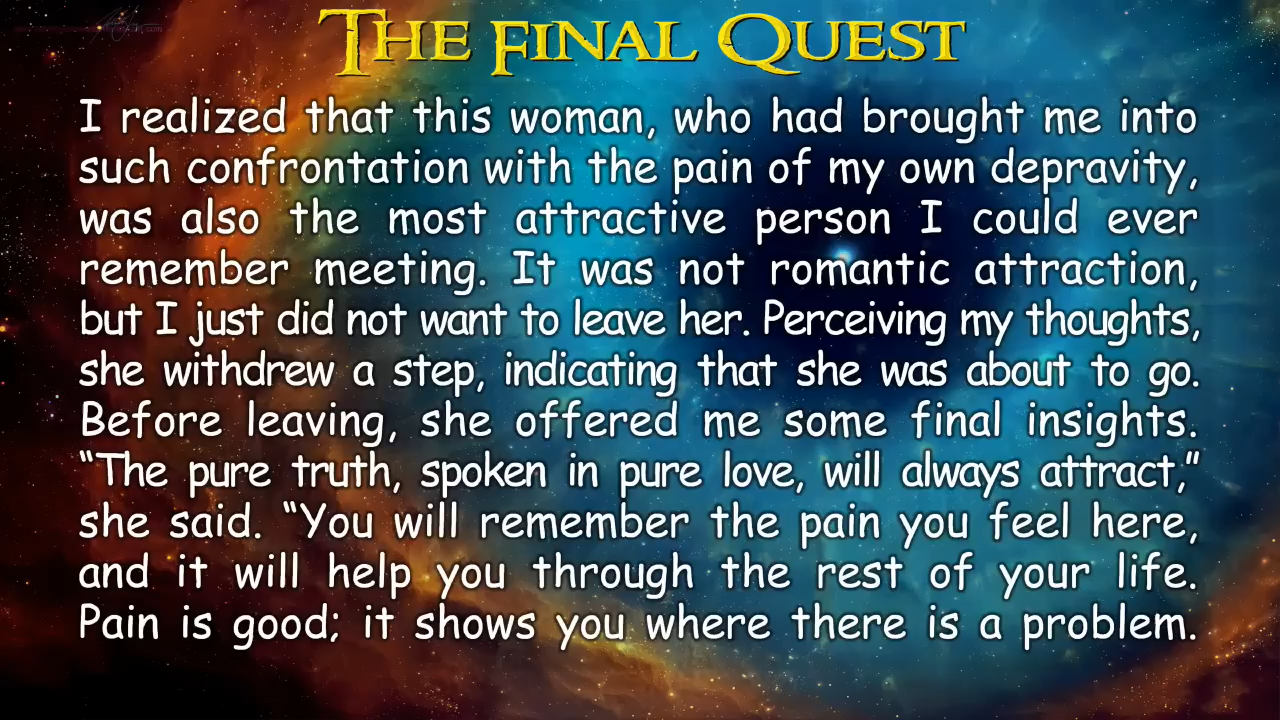 THE FINAL QUEST
I realized that this woman, who had brought me into
such confrontation with the pain of my own depravity,
was also the most attractive person I could ever
remember meeting. It was not romantic attraction,
but I just did not want to leave her. Perceiving my thoughts,
she withdrew a step, indicating that she was about to go.
Before leaving, she offered me some final insights.
“The pure truth, spoken in pure love, will always attract,”
she said. “You will remember the pain you feel here,
and it will help you through the rest of your life.
Pain is good; it shows you where there is a problem.